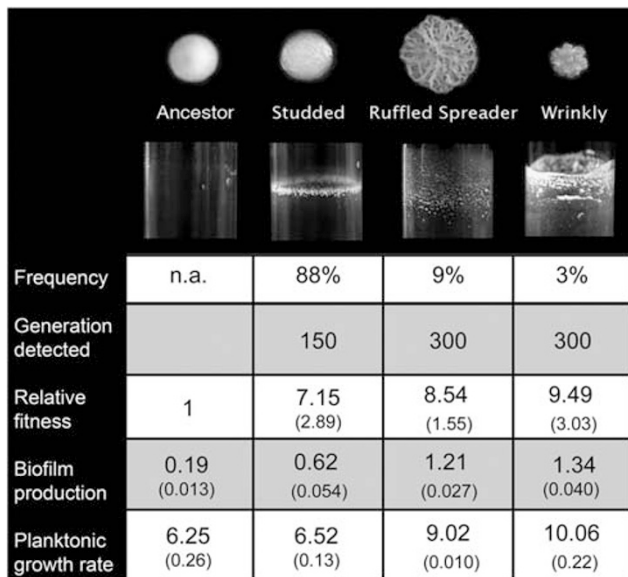 Ancestor Studded Ruffled Spreader Wrinkly
Frequency n.a. 88% 9% 3%
Generation
detected 150 300 300
Relative
fitness 1 7.15 8.54 9.49
(2.89) (1.55) (3.03)
Biofilm
production 0.19 0.62 1.21 1.34
(0.013) (0.054) (0.027) (0.040)
Planktonic
growth rate 6.25 6.52 9.02 10.06
(0.26) (0.13) (0.010) (0.22)